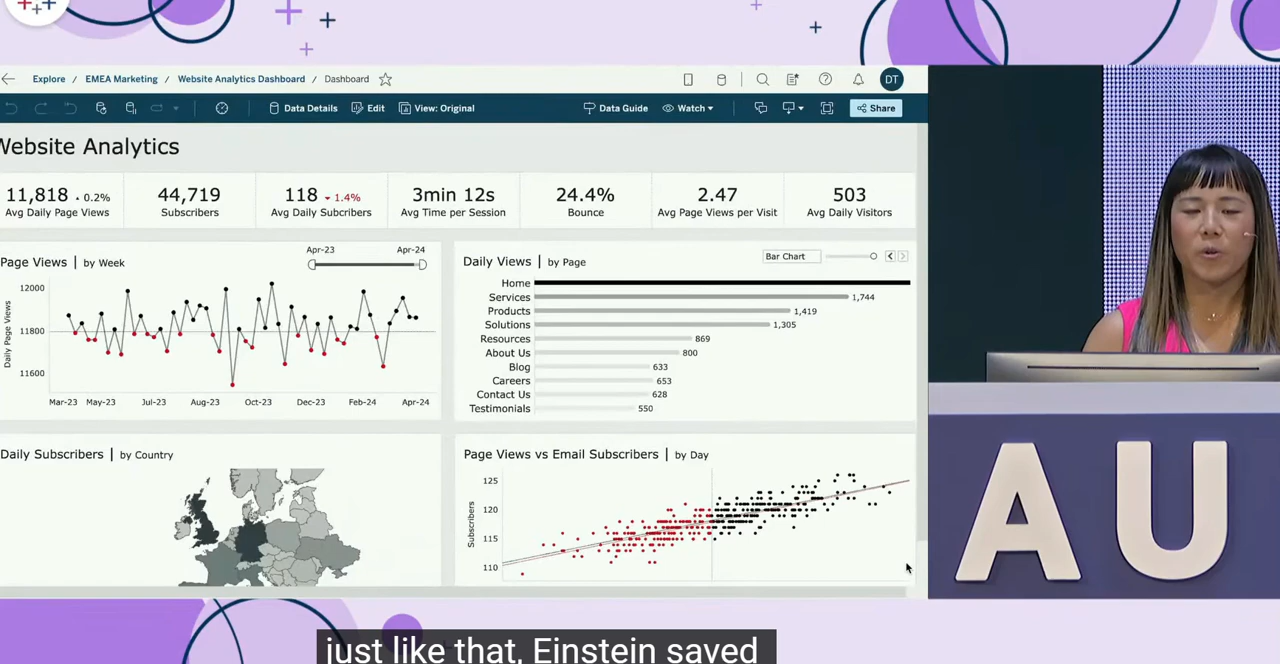 Explore / EMEA Marketing / Website Analytics Dashboard / Dashboard
DT
Data Details Edit View: Original Data Guide Watch Share
Website Analytics
11,818 ▴ 0.2% 44,719 118 ▾ 1.4% 3min 12s 24.4% 2.47 503
Avg Daily Page Views Subscribers Avg Daily Subcribers Avg Time per Session Bounce Avg Page Views per Visit Avg Daily Visitors
Page Views | by Week
Apr-23 Apr-24
12000
11800
11600
Daily Page Views
Mar-23 May-23 Jul-23 Aug-23 Oct-23 Dec-23 Feb-24 Apr-24
Daily Views | by Page
Bar Chart
Home
Services 1,744
Products 1,419
Solutions 1,305
Resources 869
About Us 800
Blog 633
Careers 653
Contact Us 628
Testimonials 550
Daily Subscribers | by Country
Page Views vs Email Subscribers | by Day
125
120
115
110
Subscribers
AU
just like that, Einstein saved